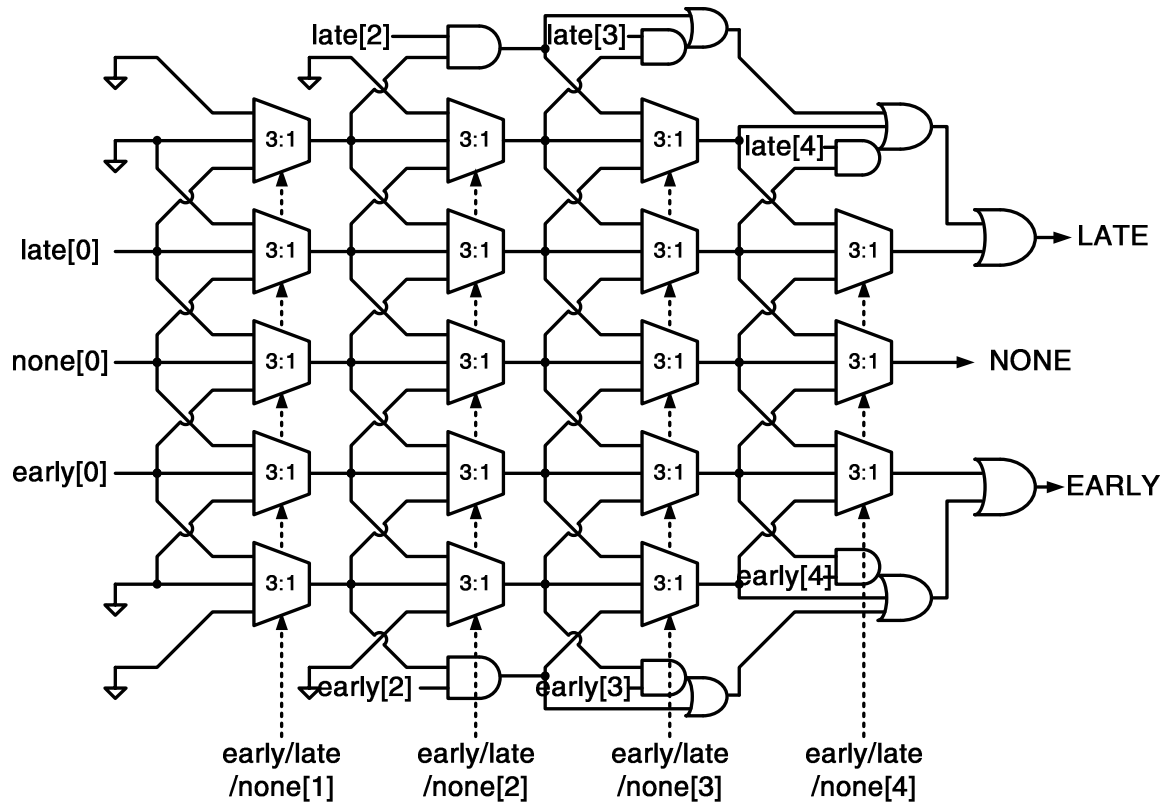 late[2]
late[3]
3:1
3:1
3:1
late[4]
late[0]
3:1
3:1
3:1
3:1
LATE
none[0]
3:1
3:1
3:1
3:1
NONE
early[0]
3:1
3:1
3:1
3:1
EARLY
3:1
3:1
3:1
early[4]
early[2]
early[3]
early/late
/none[1]
early/late
/none[2]
early/late
/none[3]
early/late
/none[4]